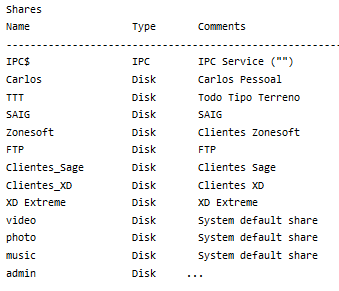 Shares
Name Type Comments
-----------------------------------------------------
IPC$ IPC IPC Service ("")
Carlos Disk Carlos Pessoal
TTT Disk Todo Tipo Terreno
SAIG Disk SAIG
Zonesoft Disk Clientes Zonesoft
FTP Disk FTP
Clientes_Sage Disk Clientes Sage
Clientes_XD Disk Clientes XD
XD Extreme Disk XD Extreme
video Disk System default share
photo Disk System default share
music Disk System default share
admin Disk ...